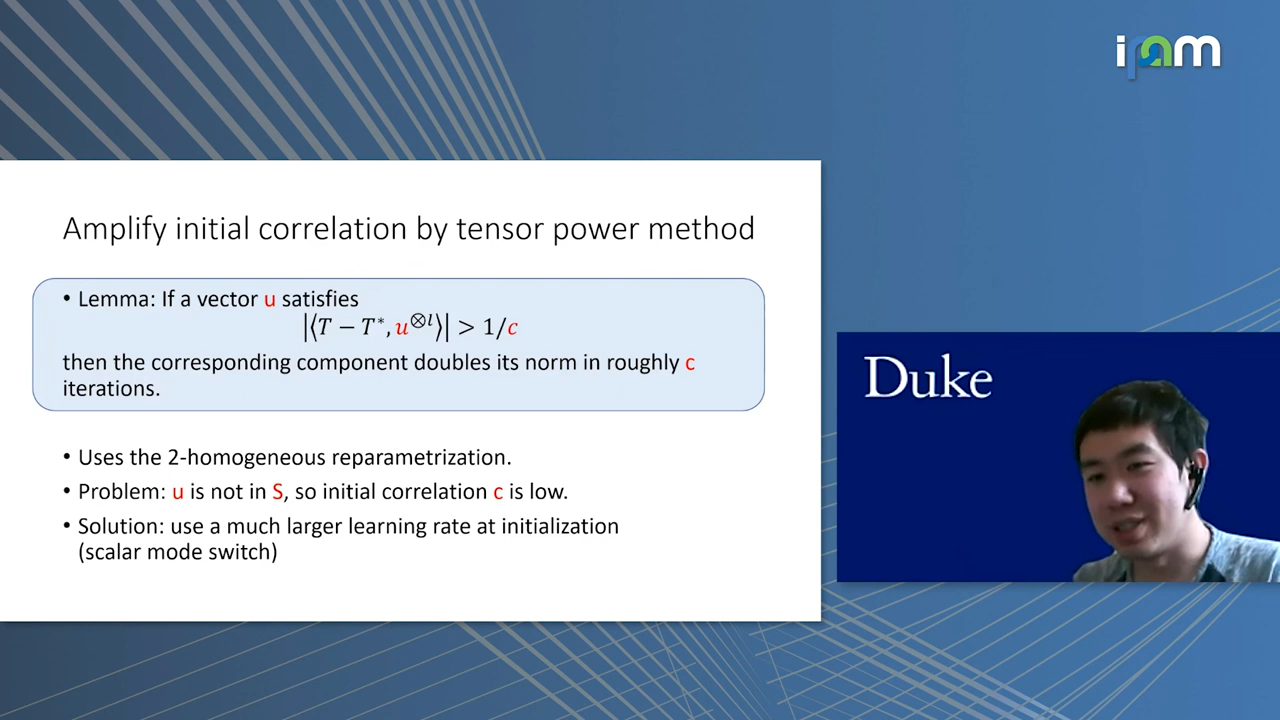 ipam
Amplify initial correlation by tensor power method
• Lemma: If a vector u satisfies
|⟨T − T*, u^{⊗l}⟩| > 1/c
then the corresponding component doubles its norm in roughly c
iterations.
• Uses the 2-homogeneous reparametrization.
• Problem: u is not in S, so initial correlation c is low.
• Solution: use a much larger learning rate at initialization
(scalar mode switch)
Duke